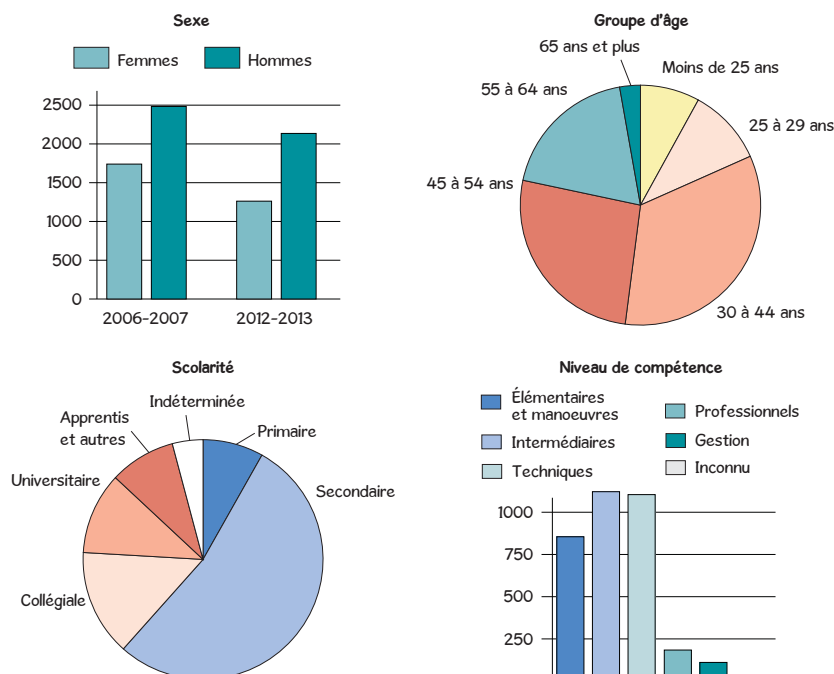 Sexe
Femmes
Hommes
2500
2000
1500
1000
500
0
2006-2007
2012-2013
Groupe d'âge
65 ans et plus
Moins de 25 ans
55 à 64 ans
25 à 29 ans
45 à 54 ans
30 à 44 ans
Scolarité
Indéterminée
Apprentis
et autres
Primaire
Universitaire
Secondaire
Collégiale
Niveau de compétence
Élémentaires
et manoeuvres
Intermédiaires
Techniques
Professionnels
Gestion
Inconnu
1000
750
500
250